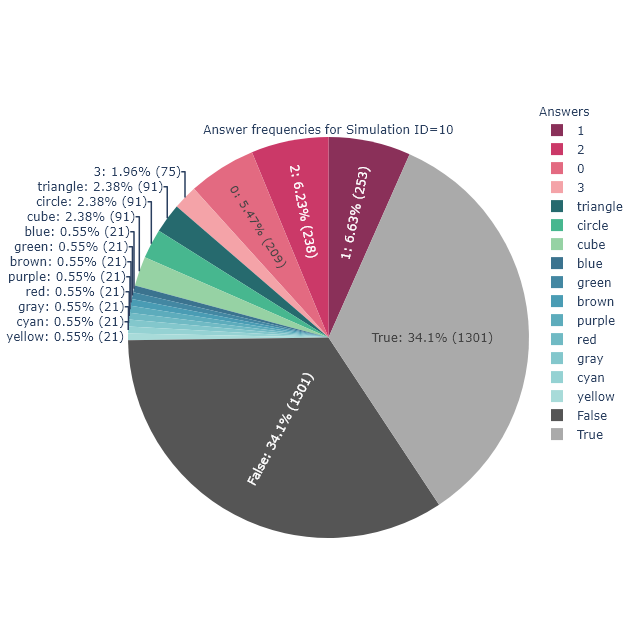 Answer frequencies for Simulation ID=10
3: 1.96% (75)
triangle: 2.38% (91)
circle: 2.38% (91)
cube: 2.38% (91)
blue: 0.55% (21)
green: 0.55% (21)
brown: 0.55% (21)
purple: 0.55% (21)
red: 0.55% (21)
gray: 0.55% (21)
cyan: 0.55% (21)
yellow: 0.55% (21)
0: 5.47% (209)
2: 6.23% (238)
1: 6.63% (253)
True: 34.1% (1301)
False: 34.1% (1301)
Answers
1
2
0
3
triangle
circle
cube
blue
green
brown
purple
red
gray
cyan
yellow
False
True